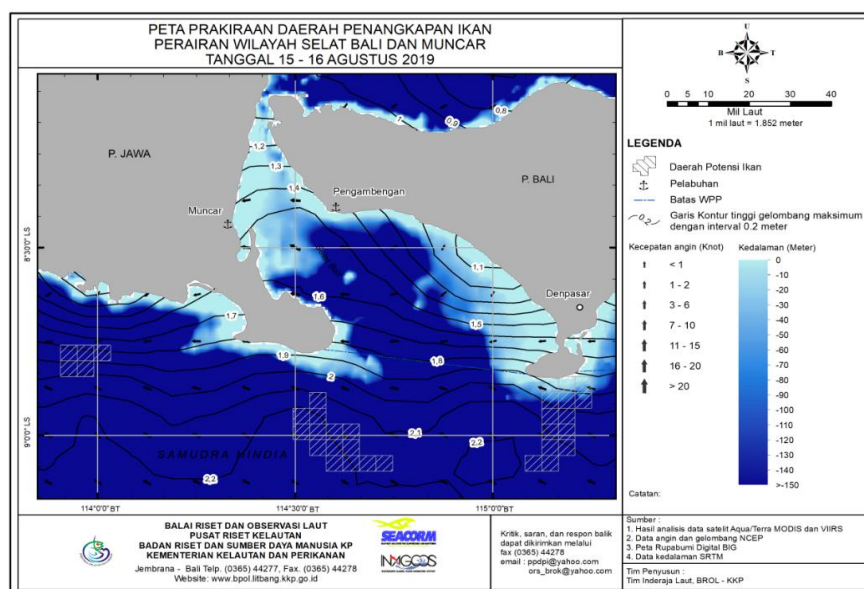 PETA PRAKIRAAN DAERAH PENANGKAPAN IKAN
PERAIRAN WILAYAH SELAT BALI DAN MUNCAR
TANGGAL 15 - 16 AGUSTUS 2019
P. JAWA
P. BALI
Muncar
Pengambengan
Denpasar
SAMUDRA HINDIA
0,8
0,9
1
1,2
1,3
1,4
1,1
1,6
1,5
1,7
1,9
1,8
2
2,1
2,2
2,2
8°30'0" LS
9°0'0" LS
114°0'0"BT
114°30'0"BT
115°0'0"BT
U
B
T
S
0 5 10 20 30 40
Mil Laut
1 mil laut = 1.852 meter
LEGENDA
Daerah Potensi Ikan
Pelabuhan
Batas WPP
0.2
Garis Kontur tinggi gelombang maksimum
dengan interval 0.2 meter
Kecepatan angin (Knot)
< 1
1 - 2
3 - 6
7 - 10
11 - 15
16 - 20
> 20
Kedalaman (Meter)
0
-10
-20
-30
-40
-50
-60
-70
-80
-90
-100
-110
-120
-130
-140
>-150
Catatan:
BALAI RISET DAN OBSERVASI LAUT
PUSAT RISET KELAUTAN
BADAN RISET DAN SUMBER DAYA MANUSIA KP
KEMENTERIAN KELAUTAN DAN PERIKANAN
Jembrana - Bali Telp. (0365) 44277, Fax. (0365) 44278
Website: www.bpol.litbang.kkp.go.id
SEACORM
Kritik, saran, dan respon balik
dapat dikirimkan melalui
fax (0365) 44278
email : ppdpi@yahoo.com
ors_brok@yahoo.com
Sumber :
1. Hasil analisis data satelit Aqua/Terra MODIS dan VIIRS
2. Data angin dan gelombang NCEP
3. Peta Rupabumi Digital BIG
4. Data kedalaman SRTM
Tim Penyusun :
Tim Inderaja Laut, BROL - KKP